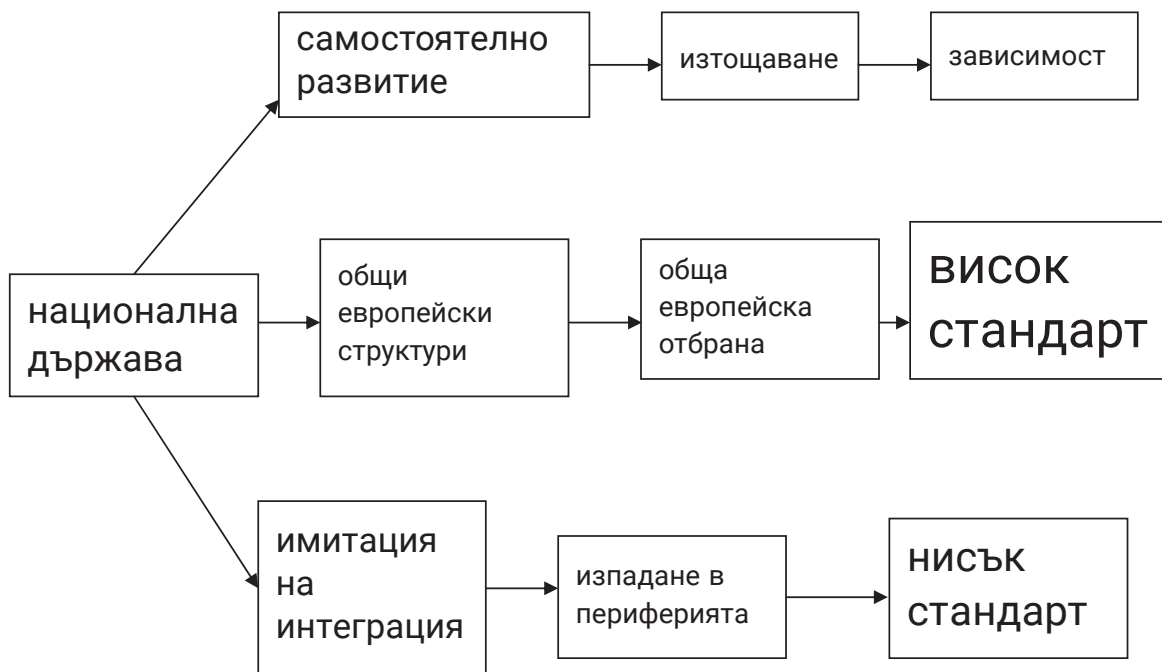 самостоятелно
развитие
изтощаване
зависимост
национална
държава
общи
европейски
структури
обща
европейска
отбрана
висок
стандарт
имитация
на
интеграция
изпадане в
периферията
нисък
стандарт